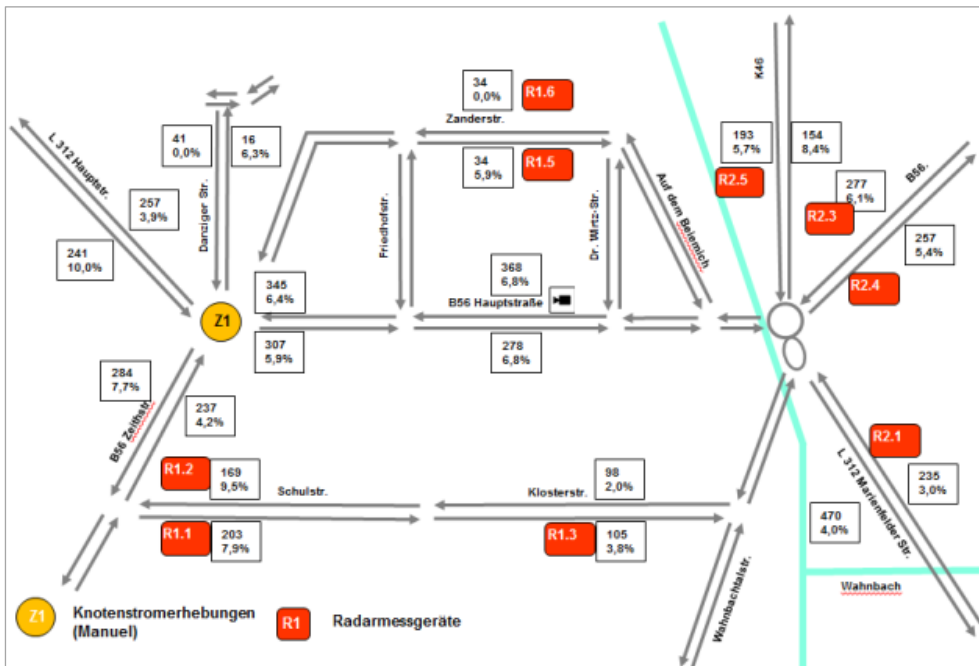 34
0,0%
R1.6
Zanderstr.
34
5,9%
R1.5
K46
193
5,7%
154
8,4%
R2.5
277
6,1%
R2.3
B56.
257
5,4%
R2.4
L 312 Hauptstr.
41
0,0%
16
6,3%
Danziger Str.
257
3,9%
241
10,0%
Friedhofstr.
Dr. Wirtz-Str.
Auf dem Beiemich
345
6,4%
368
6,8%
B56 Hauptstraße
Z1
307
5,9%
278
6,8%
284
7,7%
237
4,2%
B56 Zeithstr.
R1.2
169
9,5%
Schulstr.
98
2,0%
Klosterstr.
R1.1
203
7,9%
R1.3
105
3,8%
R2.1
235
3,0%
L 312 Marienfelder Str.
470
4,0%
Wahnbachtalstr.
Wahnbach
Z1
Knotenstromerhebungen
(Manuel)
R1
Radarmessgeräte